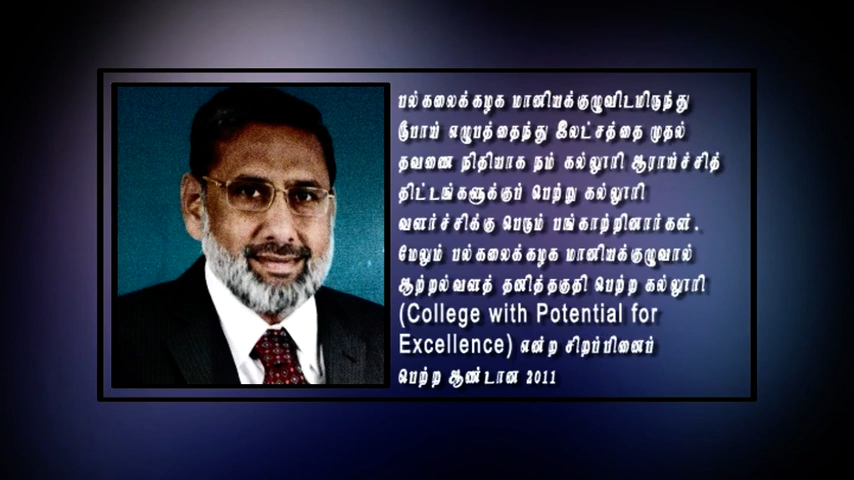 பல்கலைக்கழக மானியக்குழுவிடமிருந்து
ரூபாய் எழுபத்தைந்து இலட்சத்தை முதல்
தவணை நிதியாக நம் கல்லூரி ஆராய்ச்சித்
திட்டங்களுக்குப் பெற்று கல்லூரி
வளர்ச்சிக்கு பெரும் பங்காற்றினார்கள்.
மேலும் பல்கலைக்கழக மானியக்குழுவால்
ஆற்றல்வளத் தனித்தகுதி பெற்ற கல்லூரி
(College with Potential for
Excellence) என்ற சிறப்பினைப்
பெற்ற ஆண்டான 2011